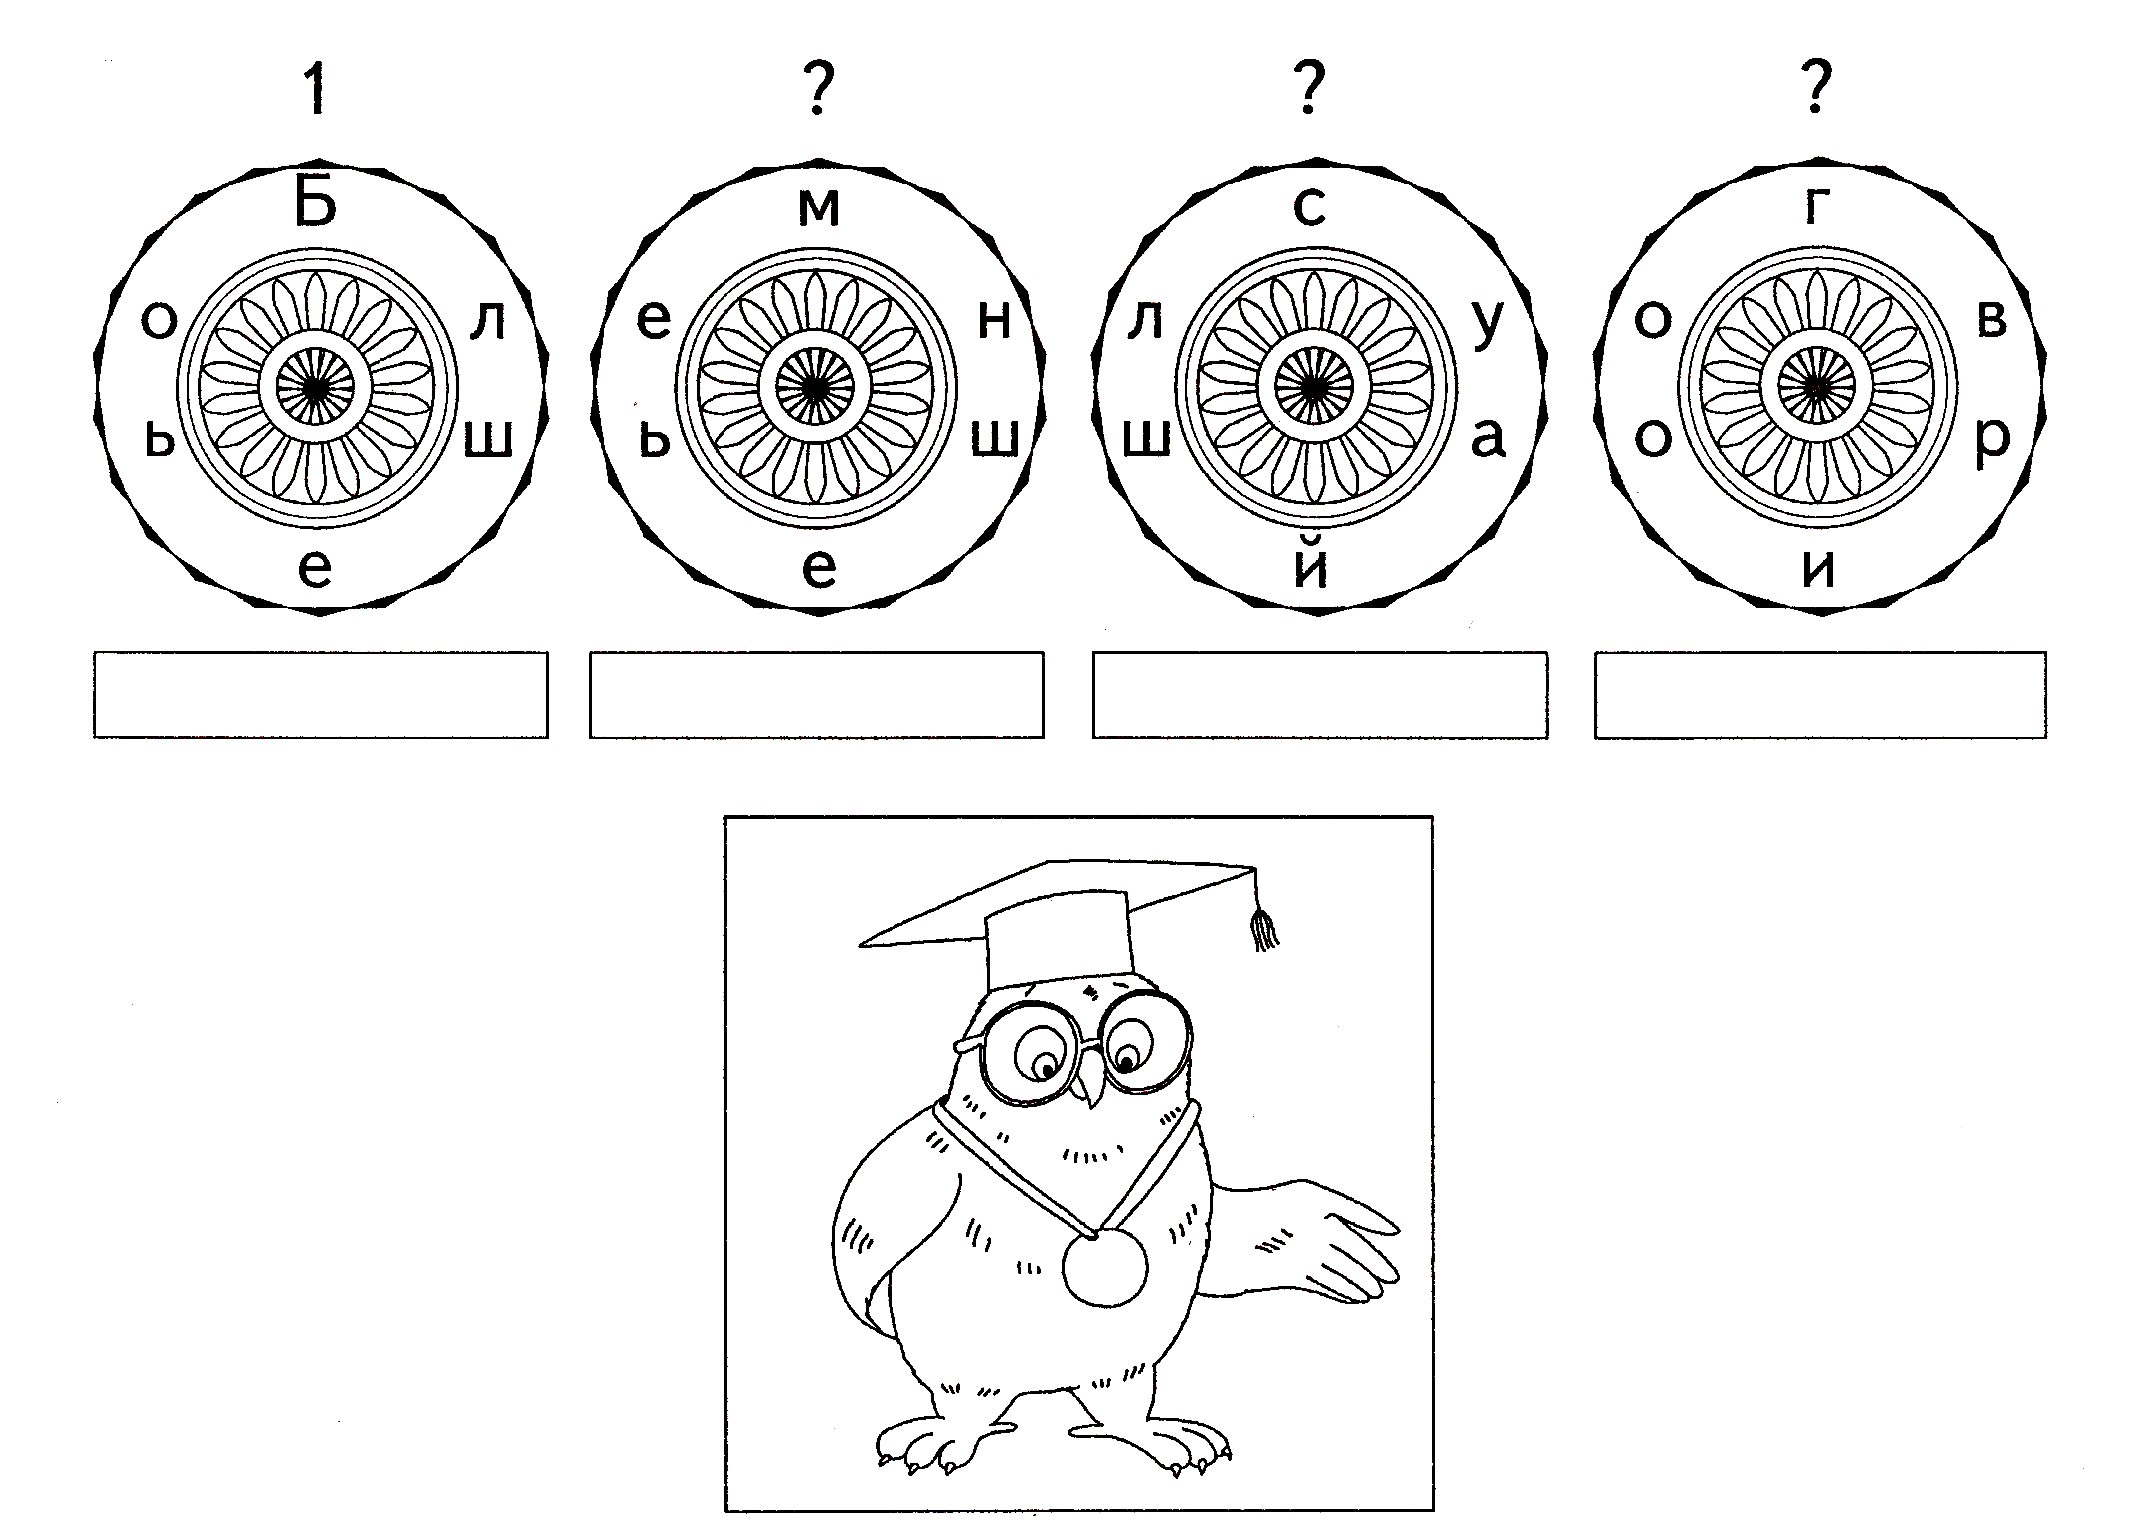 1 ? ? ?
Б м с г
о л е н л у о в
ь ш ь ш ш а о р
е е й и